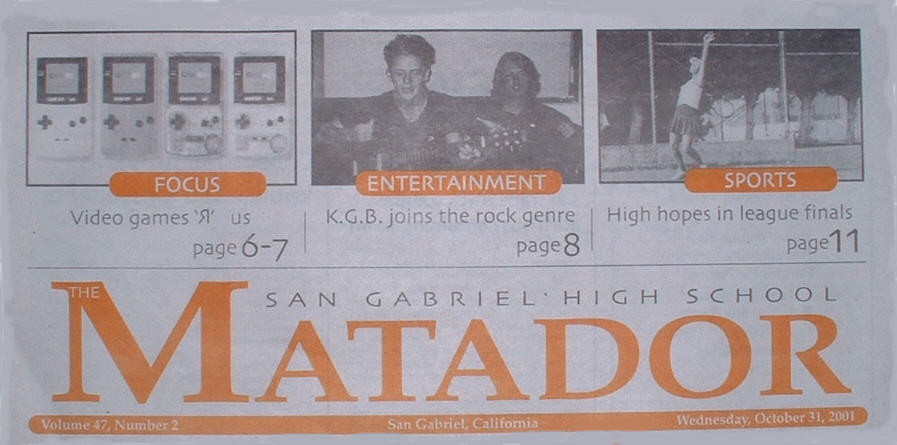 FOCUS
Video games 'Я' us
page 6-7
ENTERTAINMENT
K.G.B. joins the rock genre
page 8
SPORTS
High hopes in league finals
page 11
THE
SAN GABRIEL HIGH SCHOOL
MATADOR
Volume 47, Number 2 San Gabriel, California Wednesday, October 31, 2001